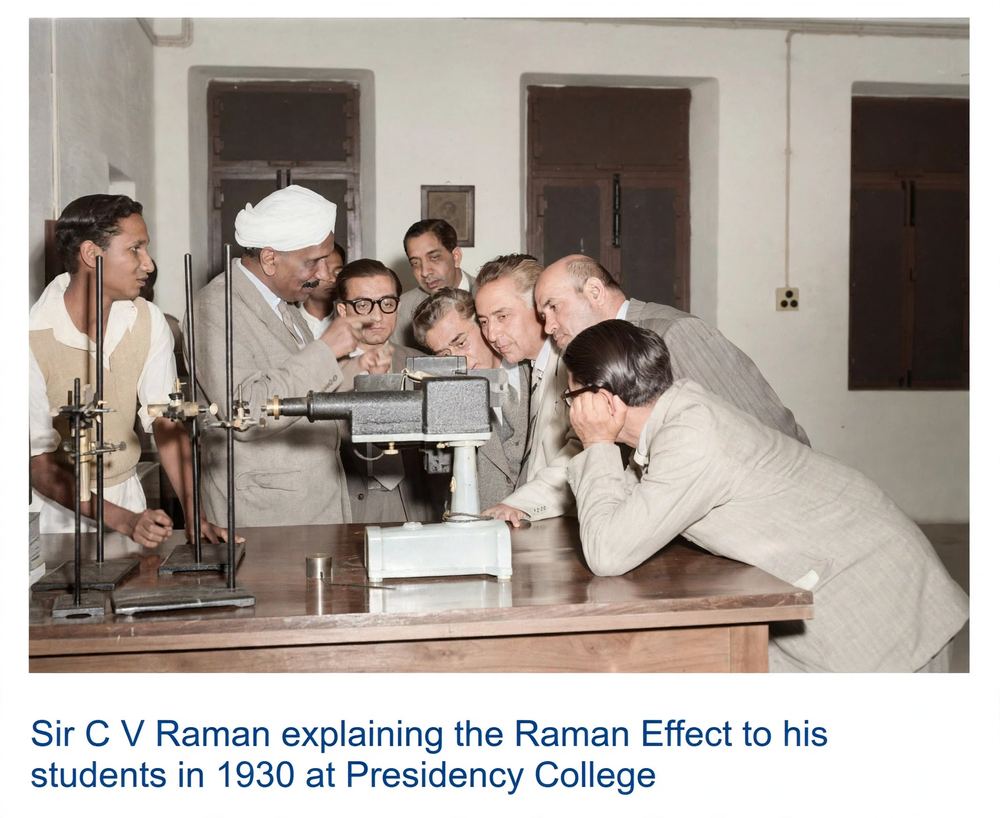 Sir C V Raman explaining the Raman Effect to his
students in 1930 at Presidency College